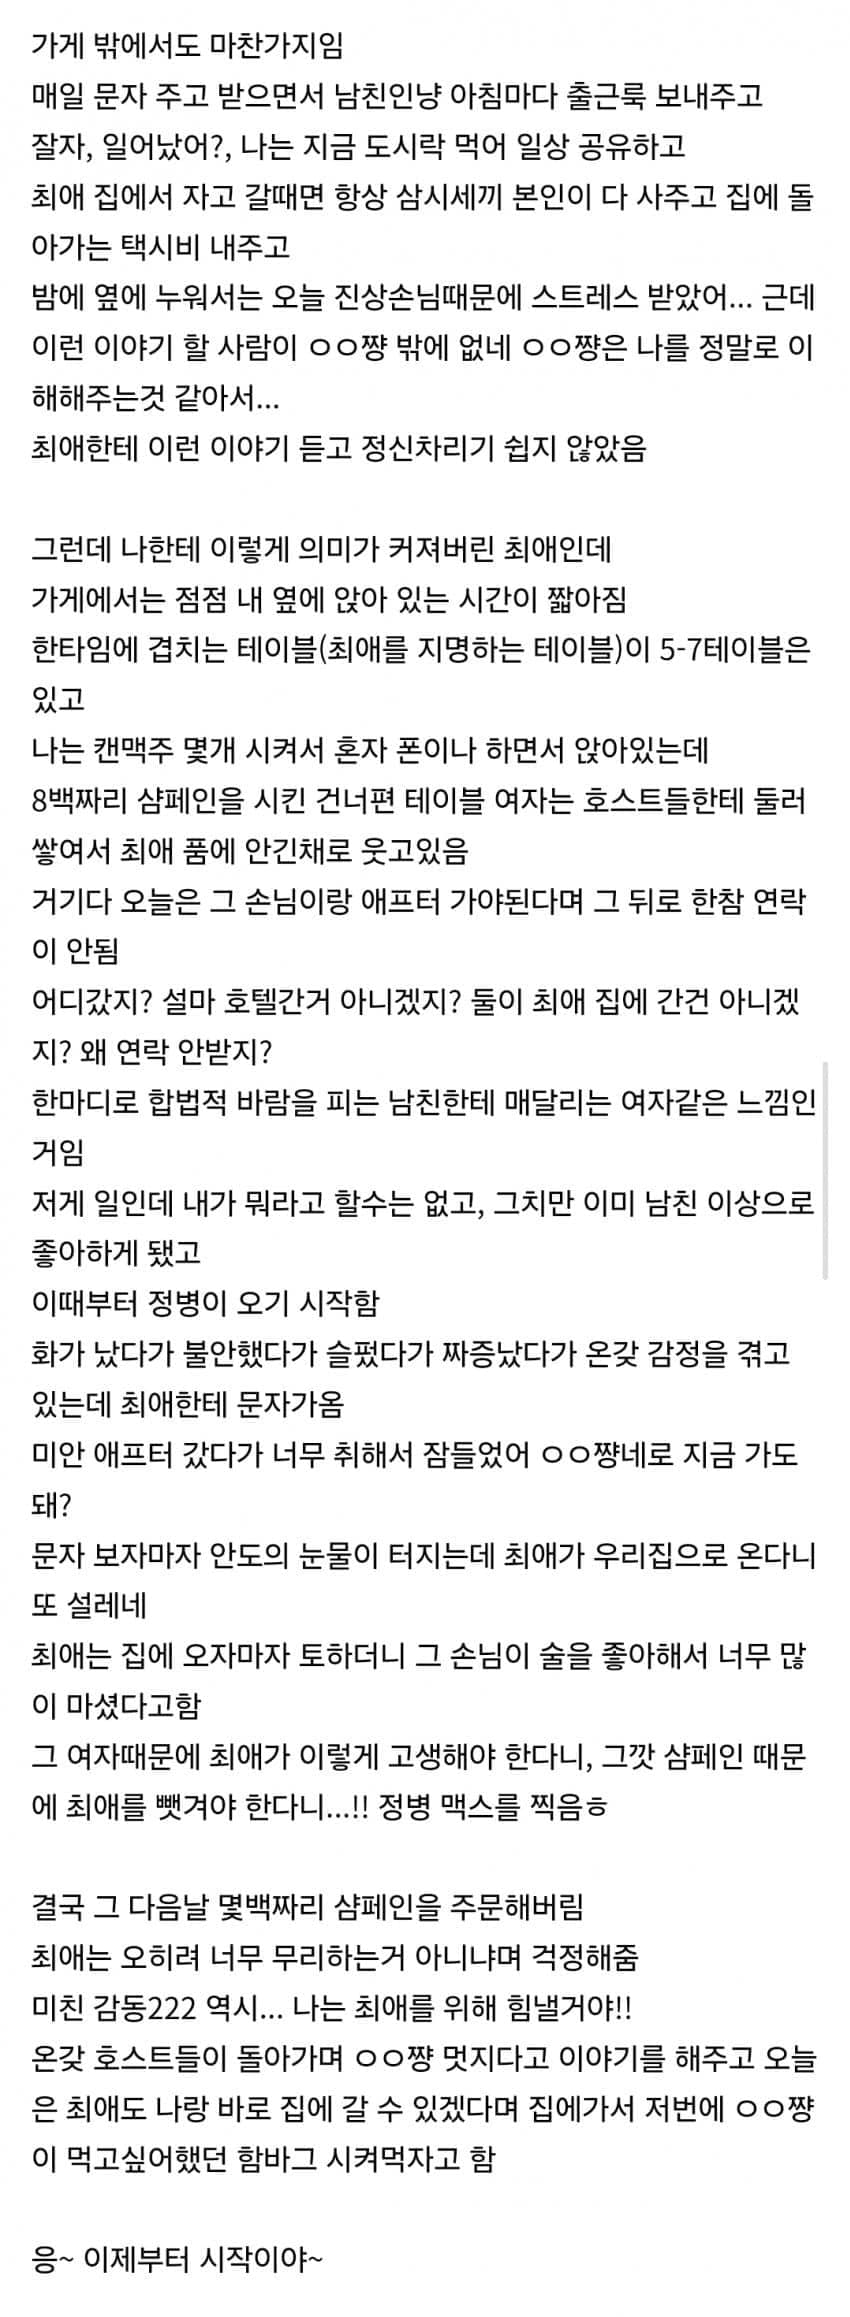 가게 밖에서도 마찬가지임
매일 문자 주고 받으면서 남친인냥 아침마다 출근룩 보내주고
잘자, 일어났어?, 나는 지금 도시락 먹어 일상 공유하고
최애 집에서 자고 갈때면 항상 삼시세끼 본인이 다 사주고 집에 돌
아가는 택시비 내주고
밤에 옆에 누워서는 오늘 진상손님때문에 스트레스 받았어... 근데
이런 이야기 할 사람이 ㅇㅇ쨩 밖에 없네 ㅇㅇ쨩은 나를 정말로 이
해해주는것 같아서...
최애한테 이런 이야기 듣고 정신차리기 쉽지 않았음
그런데 나한테 이렇게 의미가 커져버린 최애인데
가게에서는 점점 내 옆에 앉아 있는 시간이 짧아짐
한타임에 겹치는 테이블(최애를 지명하는 테이블)이 5-7테이블은
있고
나는 캔맥주 몇개 시켜서 혼자 폰이나 하면서 앉아있는데
8백짜리 샴페인을 시킨 건너편 테이블 여자는 호스트들한테 둘러
쌓여서 최애 품에 안긴채로 웃고있음
거기다 오늘은 그 손님이랑 애프터 가야된다며 그 뒤로 한참 연락
이 안됨
어디갔지? 설마 호텔간거 아니겠지? 둘이 최애 집에 간건 아니겠
지? 왜 연락 안받지?
한마디로 합법적 바람을 피는 남친한테 매달리는 여자같은 느낌인
거임
저게 일인데 내가 뭐라고 할수는 없고, 그치만 이미 남친 이상으로
좋아하게 됐고
이때부터 정병이 오기 시작함
화가 났다가 불안했다가 슬펐다가 짜증났다가 온갖 감정을 겪고
있는데 최애한테 문자가옴
미안 애프터 갔다가 너무 취해서 잠들었어 ㅇㅇ쨩네로 지금 가도
돼?
문자 보자마자 안도의 눈물이 터지는데 최애가 우리집으로 온다니
또 설레네
최애는 집에 오자마자 토하더니 그 손님이 술을 좋아해서 너무 많
이 마셨다고함
그 여자때문에 최애가 이렇게 고생해야 한다니, 그깟 샴페인 때문
에 최애를 뺏겨야 한다니...!! 정병 맥스를 찍음ㅎ
결국 그 다음날 몇백짜리 샴페인을 주문해버림
최애는 오히려 너무 무리하는거 아니냐며 걱정해줌
미친 감동222 역시... 나는 최애를 위해 힘낼거야!!
온갖 호스트들이 돌아가며 ㅇㅇ쨩 멋지다고 이야기를 해주고 오늘
은 최애도 나랑 바로 집에 갈 수 있겠다며 집에가서 저번에 ㅇㅇ쨩
이 먹고싶어했던 함바그 시켜먹자고 함
응~ 이제부터 시작이야~